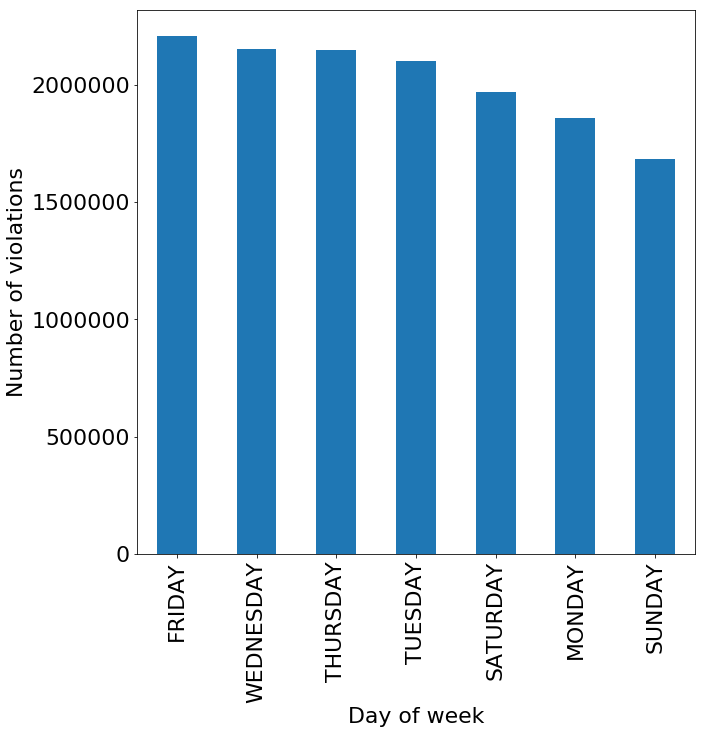 Number of violations
2000000
1500000
1000000
500000
0
FRIDAY
WEDNESDAY
THURSDAY
TUESDAY
SATURDAY
MONDAY
SUNDAY
Day of week